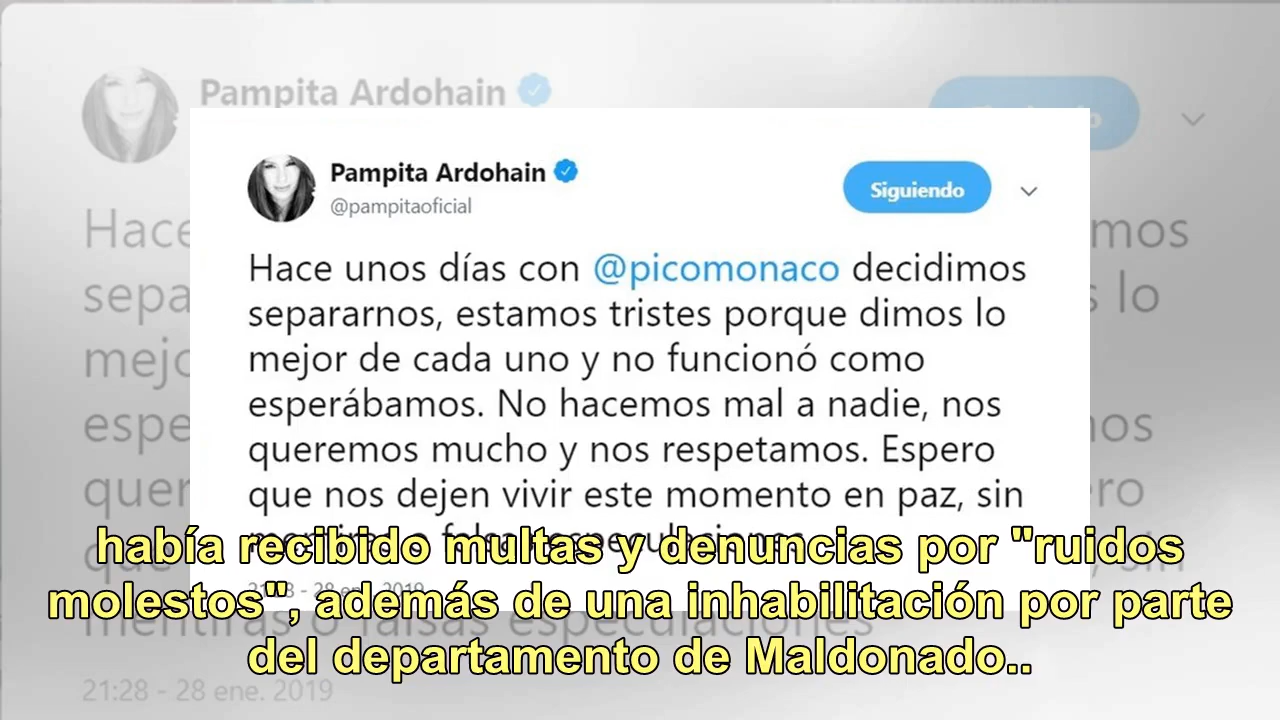 Pampita Ardohain
Pampita Ardohain
@pampitaoficial
Siguiendo
Hace unos días con @picomonaco decidimos
separarnos, estamos tristes porque dimos lo
mejor de cada uno y no funcionó como
esperábamos. No hacemos mal a nadie, nos
queremos mucho y nos respetamos. Espero
que nos dejen vivir este momento en paz, sin
había recibido multas y denuncias por "ruidos
molestos", además de una inhabilitación por parte
del departamento de Maldonado..
mentiras o falsas especulaciones
21:28 - 28 ene. 2019